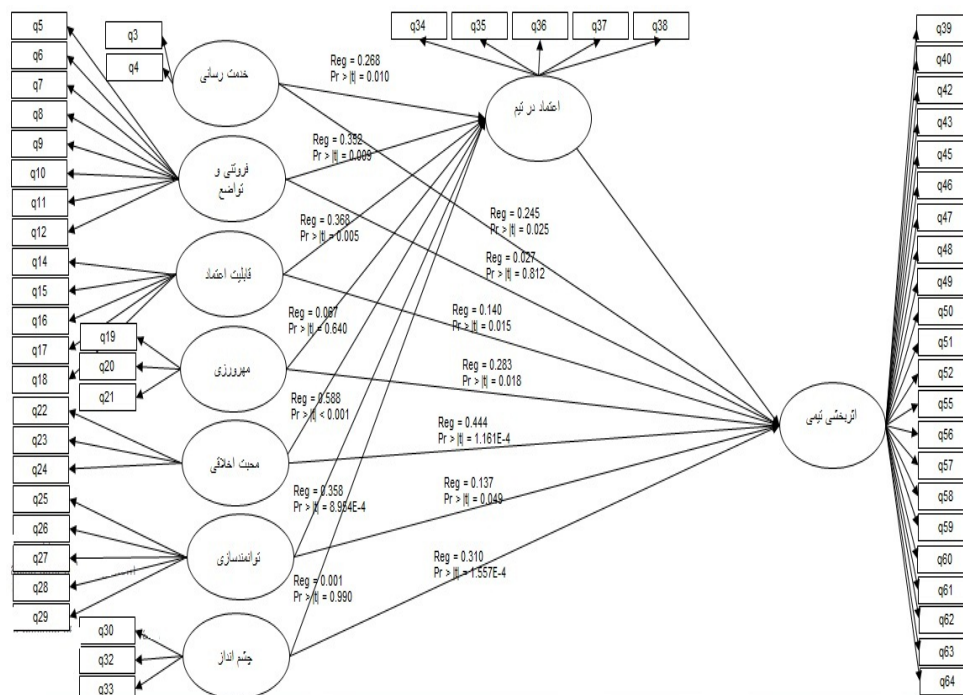 q34
q35
q36
q37
q38
q5
q6
q7
q8
q9
q10
q11
q12
q14
q15
q16
q17
q18
q19
q20
q21
q22
q23
q24
q25
q26
q27
q28
q29
q30
q32
q33
q3
q4
خدمت رسانی
فروتنی و
تواضع
قابلیت اعتماد
مهرورزی
محبت اخلاقی
توانمندسازی
چشم انداز
اعتماد در تیم
اثربخشی تیمی
Reg = 0.268
Pr > |t| = 0.010
Reg = 0.392
Pr > |t| = 0.009
Reg = 0.368
Pr > |t| = 0.005
Reg = 0.067
Pr > |t| = 0.640
Reg = 0.588
Pr > |t| < 0.001
Reg = 0.358
Pr > |t| = 8.954E-4
Reg = 0.001
Pr > |t| = 0.990
Reg = 0.245
Pr > |t| = 0.025
Reg = 0.027
Pr > |t| = 0.812
Reg = 0.140
Pr > |t| = 0.015
Reg = 0.283
Pr > |t| = 0.018
Reg = 0.444
Pr > |t| = 1.161E-4
Reg = 0.137
Pr > |t| = 0.049
Reg = 0.310
Pr > |t| = 1.557E-4
q39
q40
q42
q43
q45
q46
q47
q48
q49
q50
q51
q52
q55
q56
q57
q58
q59
q60
q61
q62
q63
q64